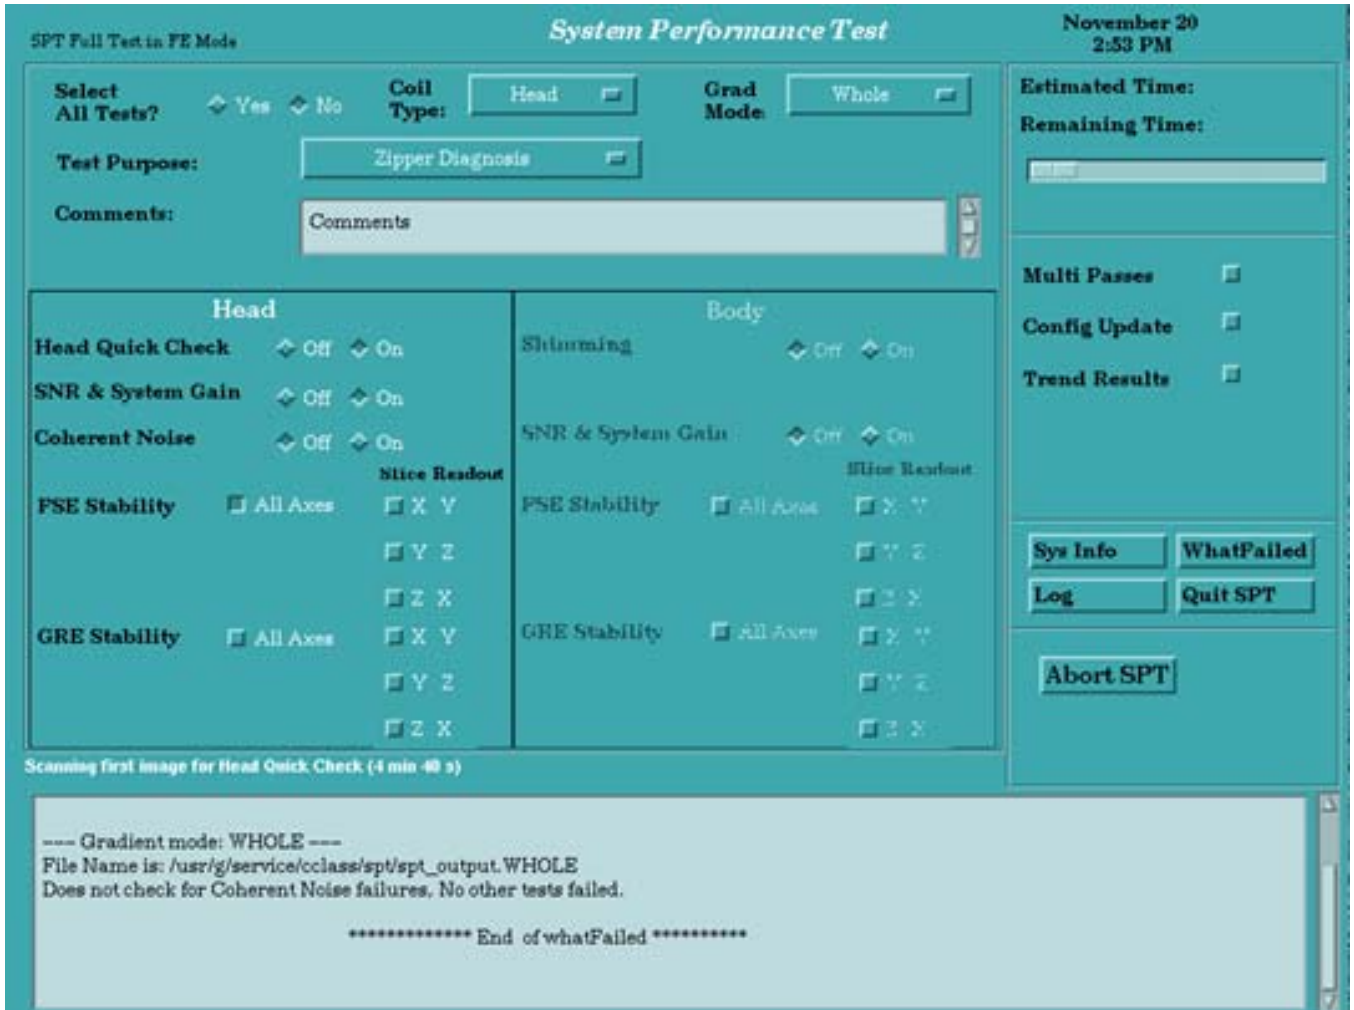 SPT Full Test in FE Mode
System Performance Test
November 20
2:53 PM
Select
All Tests?
Yes No
Coil
Type:
Head
Grad
Mode:
Whole
Test Purpose:
Zipper Diagnosis
Comments:
Comments
Estimated Time:
Remaining Time:
Multi Passes
Config Update
Trend Results
Sys Info WhatFailed
Log Quit SPT
Abort SPT
Head
Head Quick Check Off On
SNR & System Gain Off On
Coherent Noise Off On
Slice Readout
FSE Stability All Axes X Y
Y Z
Z X
GRE Stability All Axes X Y
Y Z
Z X
Body
Shimming Off On
SNR & System Gain Off On
Slice Readout
FSE Stability All Axes X Y
Y Z
Z X
GRE Stability All Axes X Y
Y Z
Z X
Scanning first image for Head Quick Check (4 min 40 s)
--- Gradient mode: WHOLE ---
File Name is: /usr/g/service/cclass/spt/spt_output.WHOLE
Does not check for Coherent Noise failures, No other tests failed.
************* End of whatFailed **********